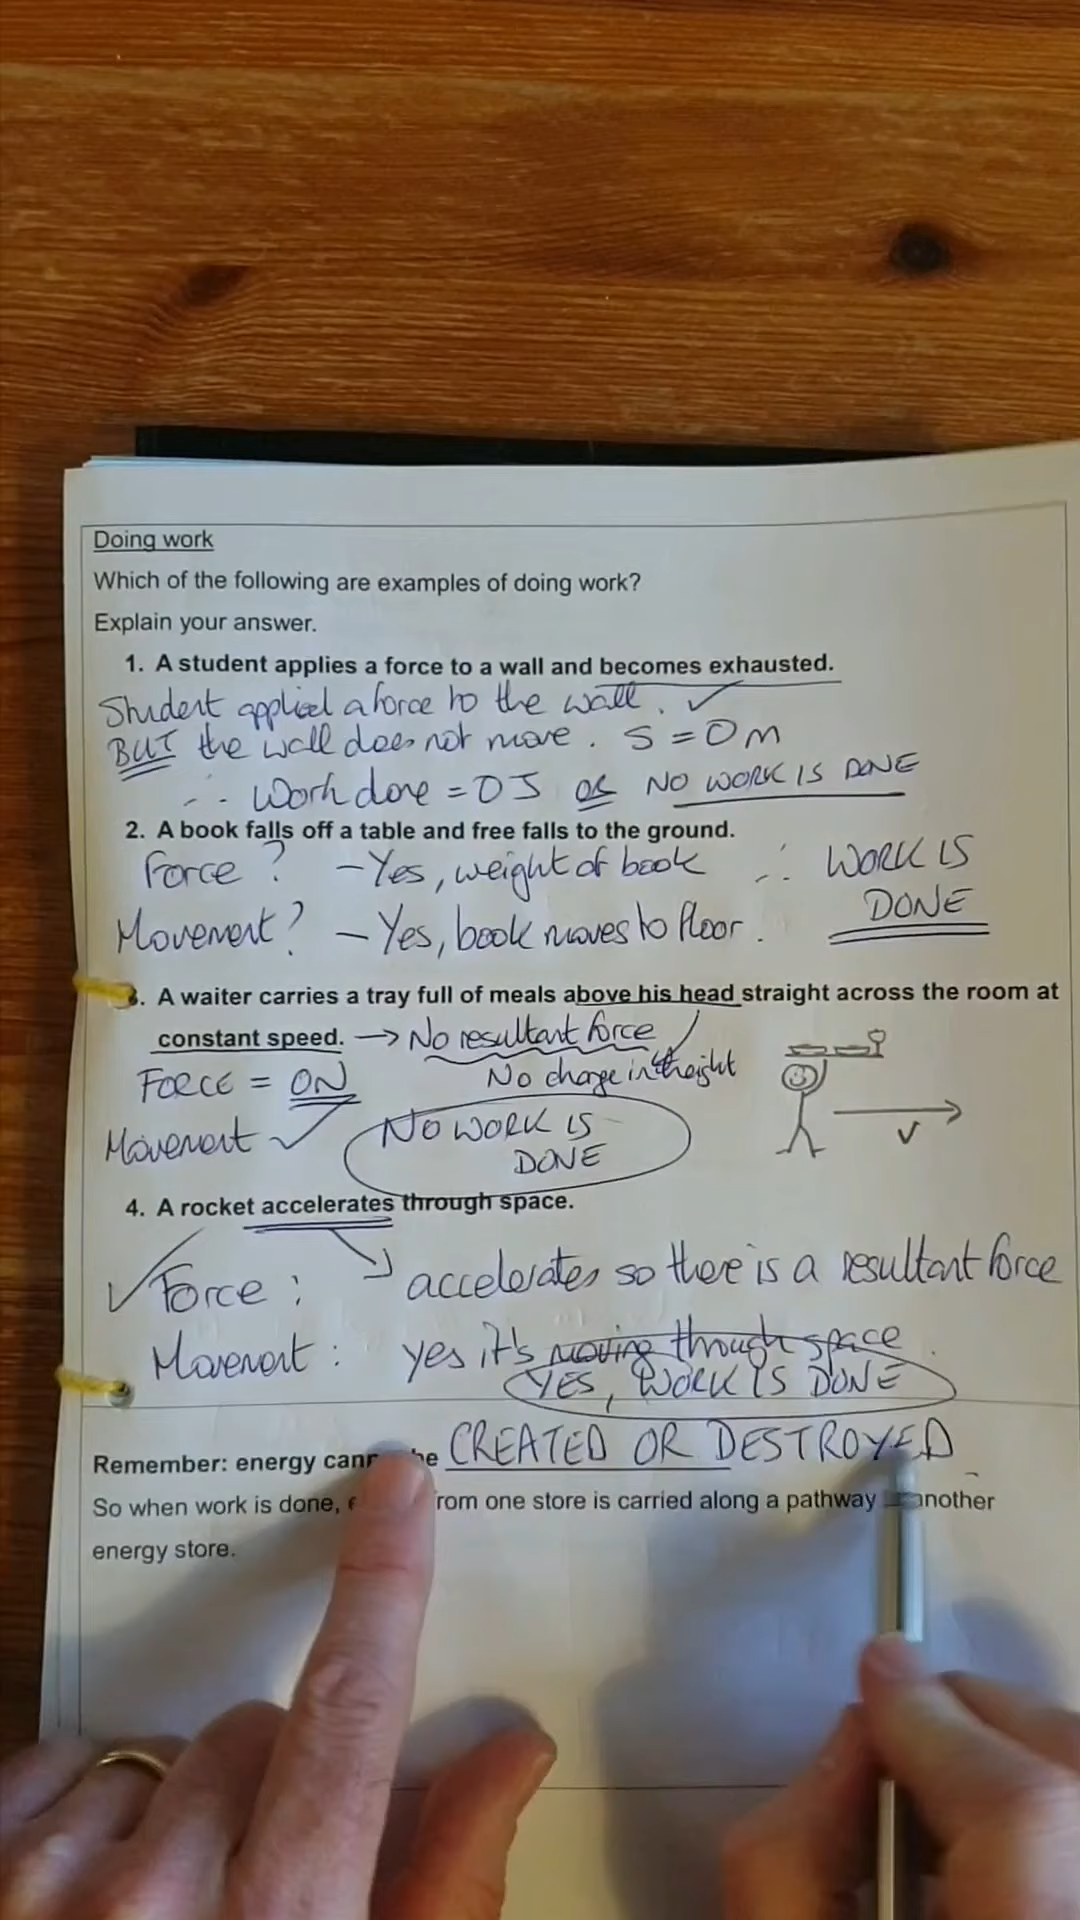 Doing work
Which of the following are examples of doing work?
Explain your answer.
1. A student applies a force to a wall and becomes exhausted.
Student applied a force to the wall. ✓
BUT the wall does not move. S = 0 m
∴ Work done = 0 J OR NO WORK IS DONE
2. A book falls off a table and free falls to the ground.
Force? – Yes, weight of book ∴ WORK IS
DONE
Movement? – Yes, book moves to floor.
3. A waiter carries a tray full of meals above his head straight across the room at
constant speed. → No resultant force
FORCE = ON No change in height
Movement ✓ NO WORK IS
DONE
v
4. A rocket accelerates through space.
✓ Force: accelerates so there is a resultant force
Movement: yes it's moving though space.
YES, WORK IS DONE
Remember: energy be CREATED OR DESTROYED
So when work is done, from one store is carried along a pathway another
energy store.